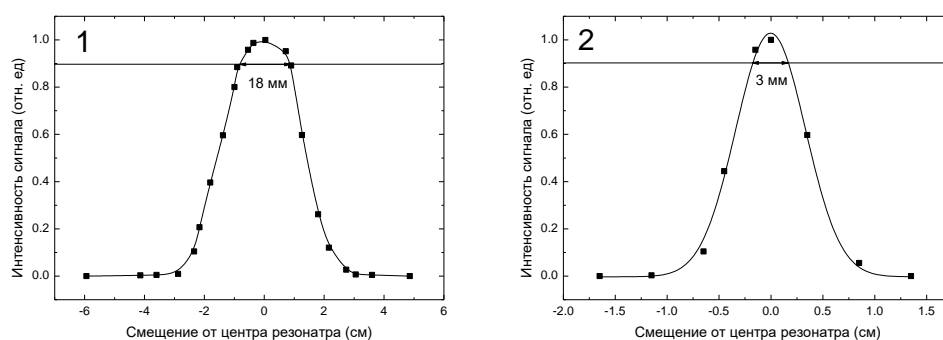 1
Интенсивность сигнала (отн. ед)
1.0
0.8
0.6
0.4
0.2
0.0
18 мм
-6 -4 -2 0 2 4 6
Смещение от центра резонатра (см)
2
Интенсивность сигнала (отн. ед)
1.0
0.8
0.6
0.4
0.2
0.0
3 мм
-2.0 -1.5 -1.0 -0.5 0.0 0.5 1.0 1.5
Смещение от центра резонатра (см)